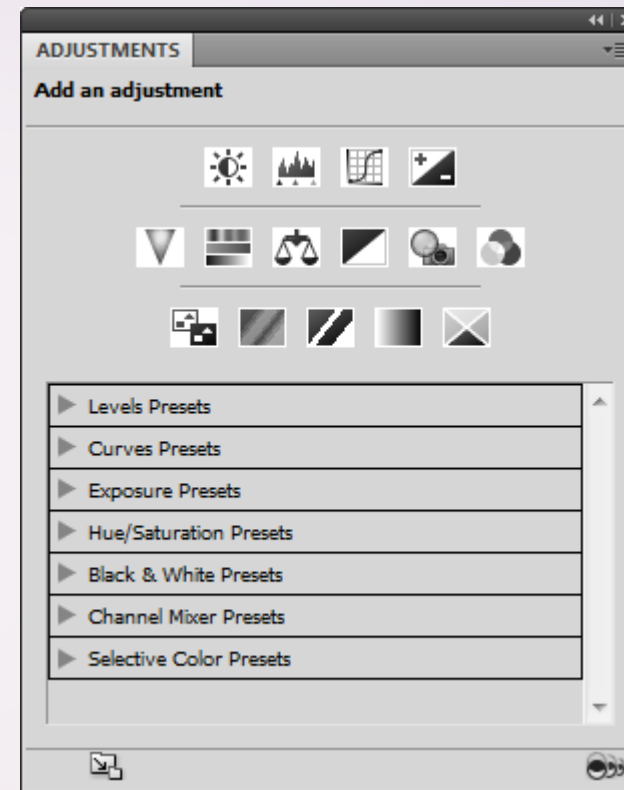 ADJUSTMENTS
Add an adjustment
Levels Presets
Curves Presets
Exposure Presets
Hue/Saturation Presets
Black & White Presets
Channel Mixer Presets
Selective Color Presets